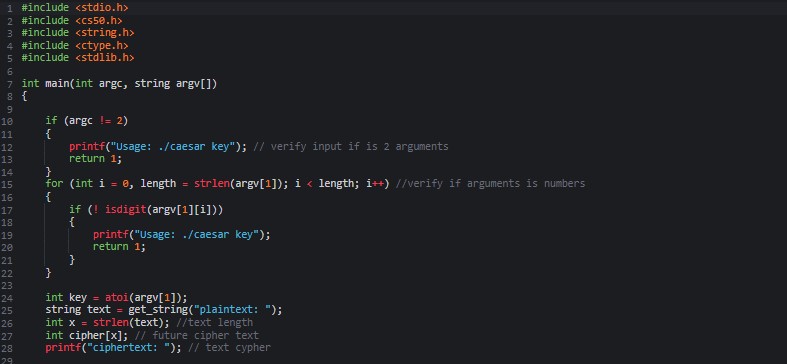 1 #include <stdio.h>
2 #include <cs50.h>
3 #include <string.h>
4 #include <ctype.h>
5 #include <stdlib.h>
6
7 int main(int argc, string argv[])
8 {
9
10     if (argc != 2)
11     {
12         printf("Usage: ./caesar key"); // verify input if is 2 arguments
13         return 1;
14     }
15     for (int i = 0, length = strlen(argv[1]); i < length; i++) //verify if arguments is numbers
16     {
17         if (! isdigit(argv[1][i]))
18         {
19             printf("Usage: ./caesar key");
20             return 1;
21         }
22     }
23
24     int key = atoi(argv[1]);
25     string text = get_string("plaintext: ");
26     int x = strlen(text); //text length
27     int cipher[x]; // future cipher text
28     printf("ciphertext: "); // text cypher
29